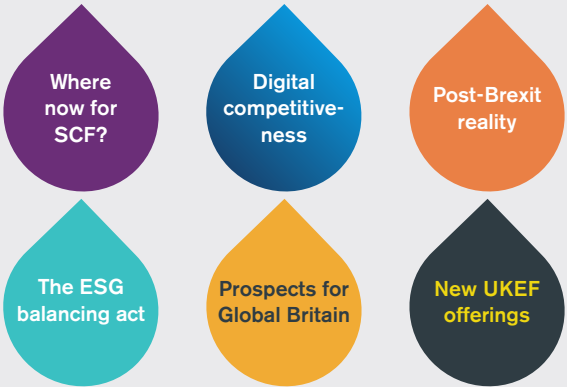 Where
now for
SCF?
Digital
competitive-
ness
Post-Brexit
reality
The ESG
balancing act
Prospects for
Global Britain
New UKEF
offerings